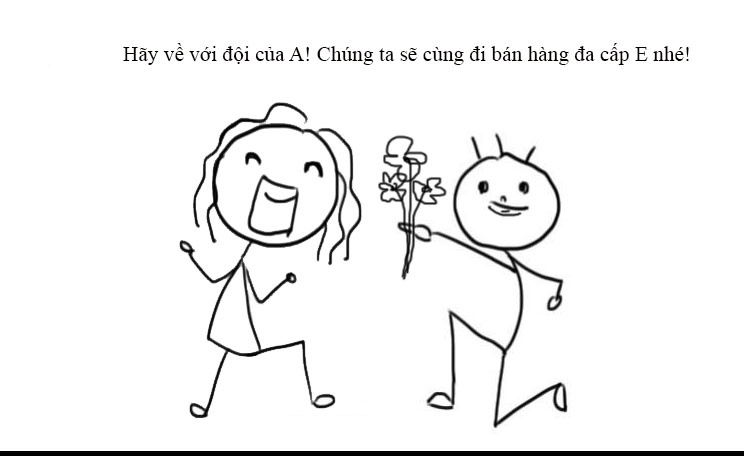 Hãy về với đội của A! Chúng ta sẽ cùng đi bán hàng đa cấp E nhé!